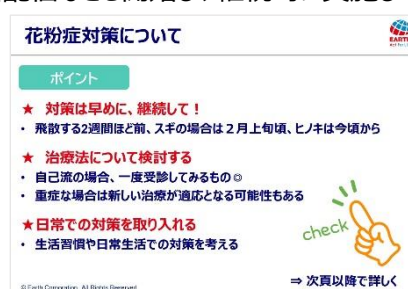 花粉症対策について
EARTH
ポイント
★ 対策は早めに、継続して！
・ 飛散する2週間ほど前、スギの場合は２月上旬頃、ヒノキは今頃から
★ 治療法について検討する
・ 自己流の場合、一度受診してみるもの◎
・ 重症な場合は新しい治療が適応となる可能性もある
★日常での対策を取り入れる
・ 生活習慣や日常生活での対策を考える
check
⇒ 次頁以降で詳しく
© Earth Corporation. All Rights Reserved.